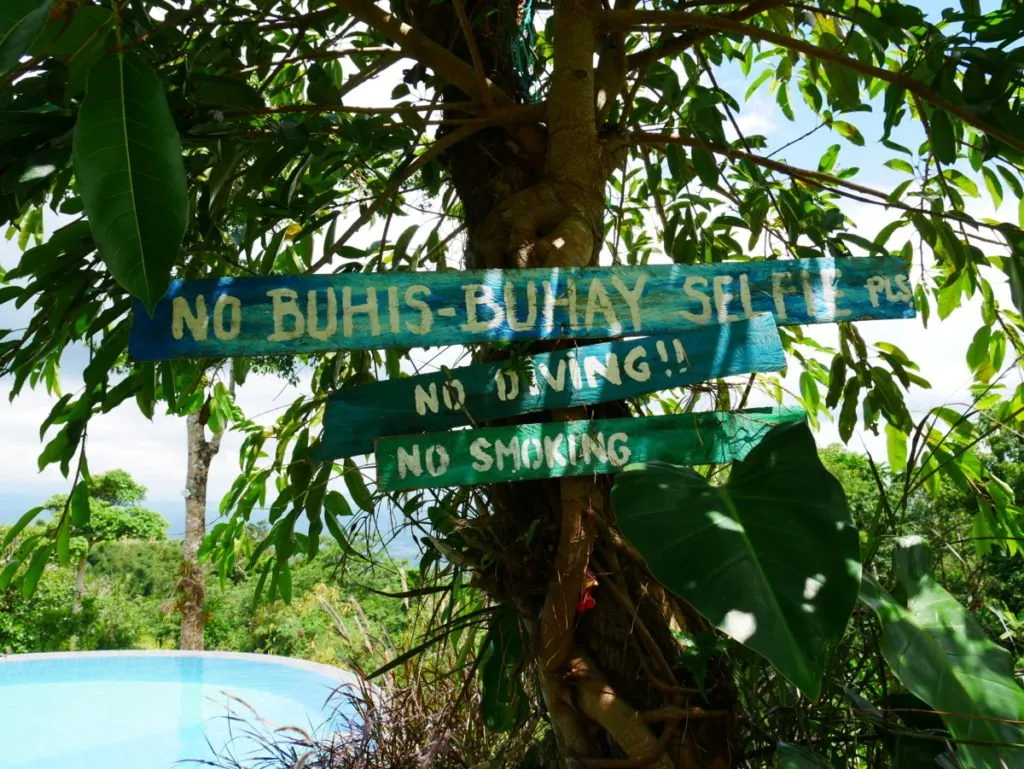 NO BUHIS-BUHAY SELFIE PLS
NO DiViNG!!
NO SMOKING